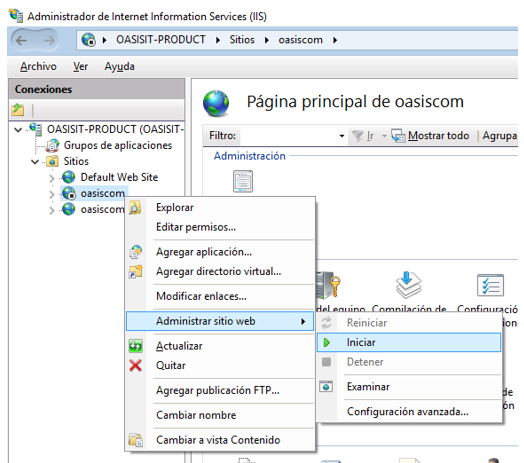 Administrador de Internet Information Services (IIS)
OASISIT-PRODUCT ▸ Sitios ▸ oasiscom ▸
Archivo Ver Ayuda
Conexiones
OASISIT-PRODUCT (OASISIT-
Grupos de aplicaciones
Sitios
Default Web Site
oasiscom
oasiscom
Página principal de oasiscom
Filtro: Ir Mostrar todo Agrupa
Administración
Explorar
Editar permisos...
Agregar aplicación...
Agregar directorio virtual...
Modificar enlaces...
Administrar sitio web
Actualizar
Quitar
Agregar publicación FTP...
Cambiar nombre
Cambiar a vista Contenido
del equipo Compilación de Configuració
Reiniciar
Iniciar
Detener
Examinar
Configuración avanzada...